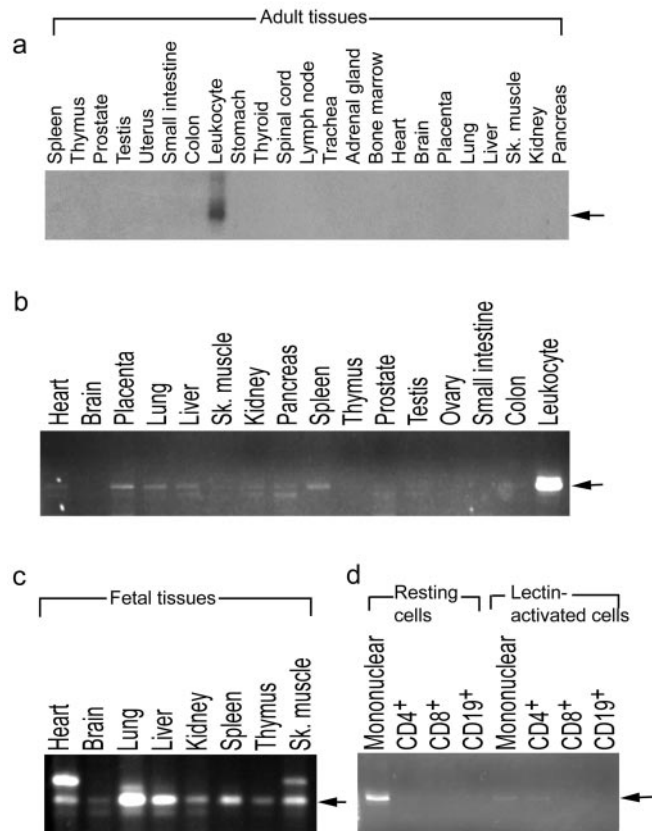 a
Adult tissues
Spleen
Thymus
Prostate
Testis
Uterus
Small intestine
Colon
Leukocyte
Stomach
Thyroid
Spinal cord
Lymph node
Trachea
Adrenal gland
Bone marrow
Heart
Brain
Placenta
Lung
Liver
Sk. muscle
Kidney
Pancreas
b
Heart
Brain
Placenta
Lung
Liver
Sk. muscle
Kidney
Pancreas
Spleen
Thymus
Prostate
Testis
Ovary
Small intestine
Colon
Leukocyte
c
Fetal tissues
Heart
Brain
Lung
Liver
Kidney
Spleen
Thymus
Sk. muscle
d
Resting
cells
Lectin-
activated cells
Mononuclear
CD4+
CD8+
CD19+
Mononuclear
CD4+
CD8+
CD19+